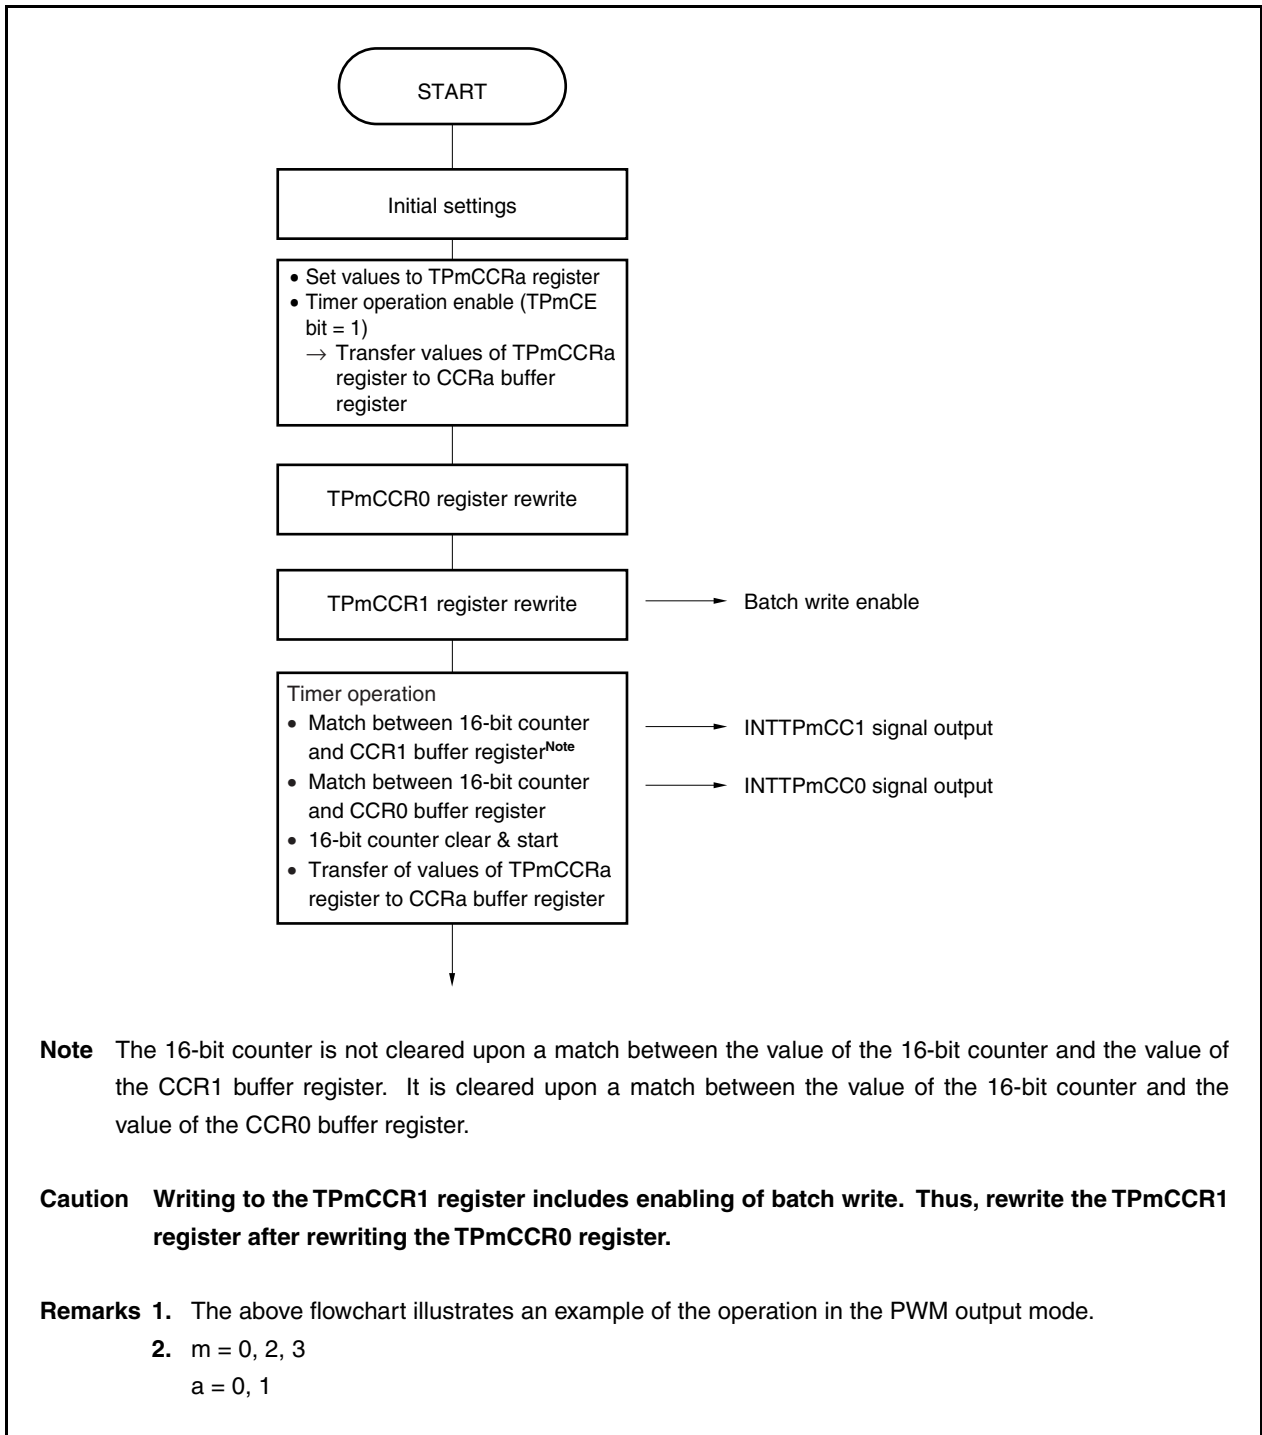 START
Initial settings
• Set values to TPmCCRa register
• Timer operation enable (TPmCE
bit = 1)
→ Transfer values of TPmCCRa
register to CCRa buffer
register
TPmCCR0 register rewrite
TPmCCR1 register rewrite
Batch write enable
Timer operation
• Match between 16-bit counter
and CCR1 buffer registerNote
INTTPmCC1 signal output
• Match between 16-bit counter
and CCR0 buffer register
INTTPmCC0 signal output
• 16-bit counter clear & start
• Transfer of values of TPmCCRa
register to CCRa buffer register
Note The 16-bit counter is not cleared upon a match between the value of the 16-bit counter and the value of
the CCR1 buffer register. It is cleared upon a match between the value of the 16-bit counter and the
value of the CCR0 buffer register.
Caution Writing to the TPmCCR1 register includes enabling of batch write. Thus, rewrite the TPmCCR1
register after rewriting the TPmCCR0 register.
Remarks 1. The above flowchart illustrates an example of the operation in the PWM output mode.
2. m = 0, 2, 3
a = 0, 1